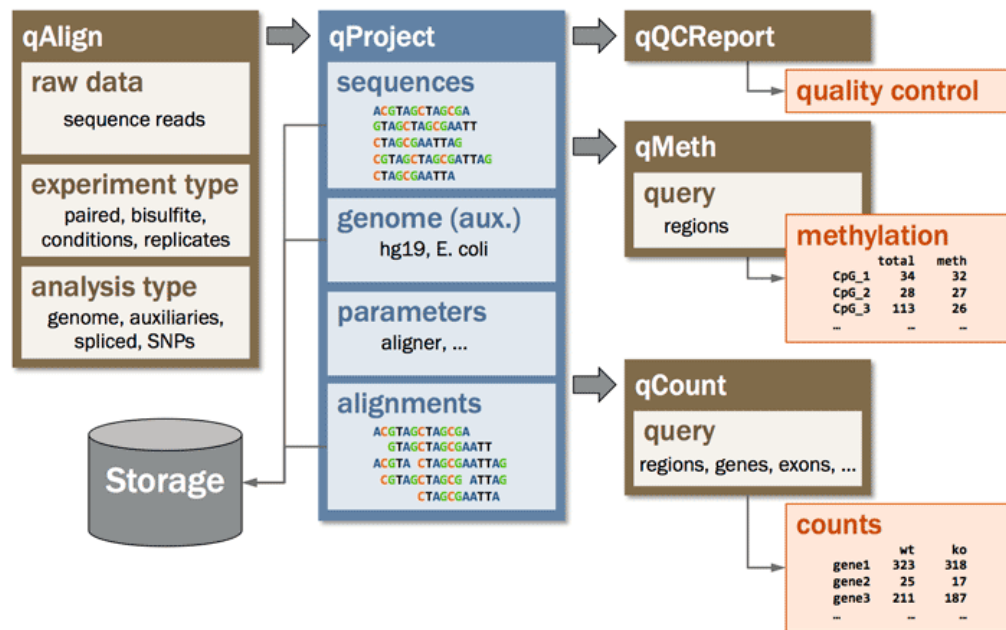 qAlign
raw data
sequence reads
experiment type
paired, bisulfite,
conditions, replicates
analysis type
genome, auxiliaries,
spliced, SNPs
Storage
qProject
sequences
ACGTAGCTAGCGA
GTAGCTAGCGAATT
CTAGCGAATTAG
CGTAGCTAGCGATTAG
CTAGCGAATTA
genome (aux.)
hg19, E. coli
parameters
aligner, ...
alignments
ACGTAGCTAGCGA
GTAGCTAGCGAATT
ACGTA CTAGCGAATTAG
CGTAGCTAGCG ATTAG
CTAGCGAATTA
qQCReport
quality control
qMeth
query
regions
methylation
total meth
CpG_1 34 32
CpG_2 28 27
CpG_3 113 26
… … …
qCount
query
regions, genes, exons, ...
counts
wt ko
gene1 323 318
gene2 25 17
gene3 211 187
… … …